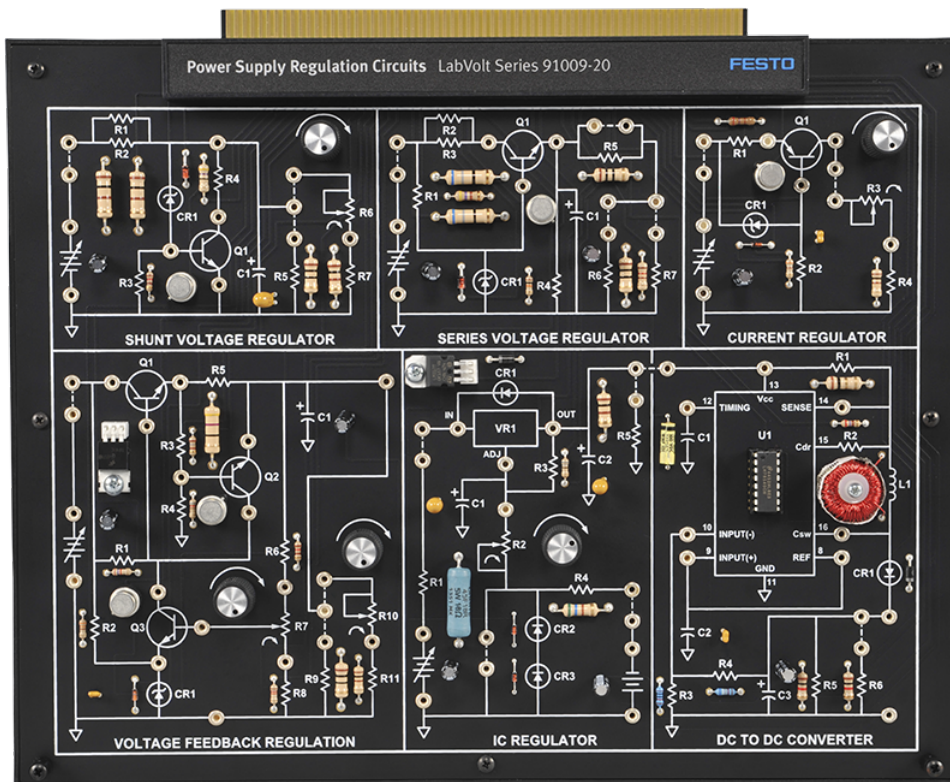 Power Supply Regulation Circuits LabVolt Series 91009-20
FESTO
R1
R2
R4
CR1
R6
Q1
R3
C1
R5
R7
SHUNT VOLTAGE REGULATOR
R2
R3
Q1
R5
R1
C1
CR1
R4
R6
R7
SERIES VOLTAGE REGULATOR
Q1
R1
R3
CR1
R2
R4
CURRENT REGULATOR
Q1
R5
C1
R3
Q2
R4
R1
R6
R2
Q3
R7
R10
CR1
R8
R9
R11
VOLTAGE FEEDBACK REGULATION
CR1
IN
OUT
VR1
ADJ
R5
R3
C2
C1
R2
R1
R4
CR2
CR3
IC REGULATOR
R1
13
Vcc
12
TIMING
SENSE
14
C1
U1
15
Cdr
R2
L1
10
INPUT(-)
Csw
16
9
INPUT(+)
REF
8
GND
11
CR1
C2
R4
R3
C3
R5
R6
DC TO DC CONVERTER